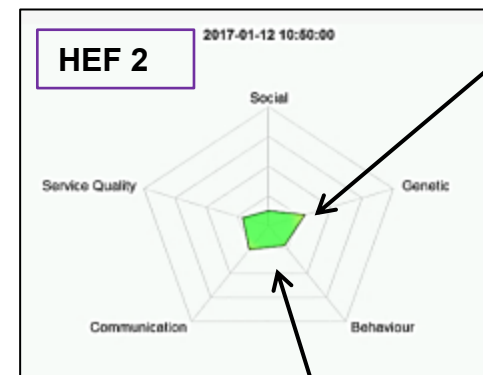 2017-01-12 10:50:00
HEF 2
Social
Service Quality
Genetic
Communication
Behaviour